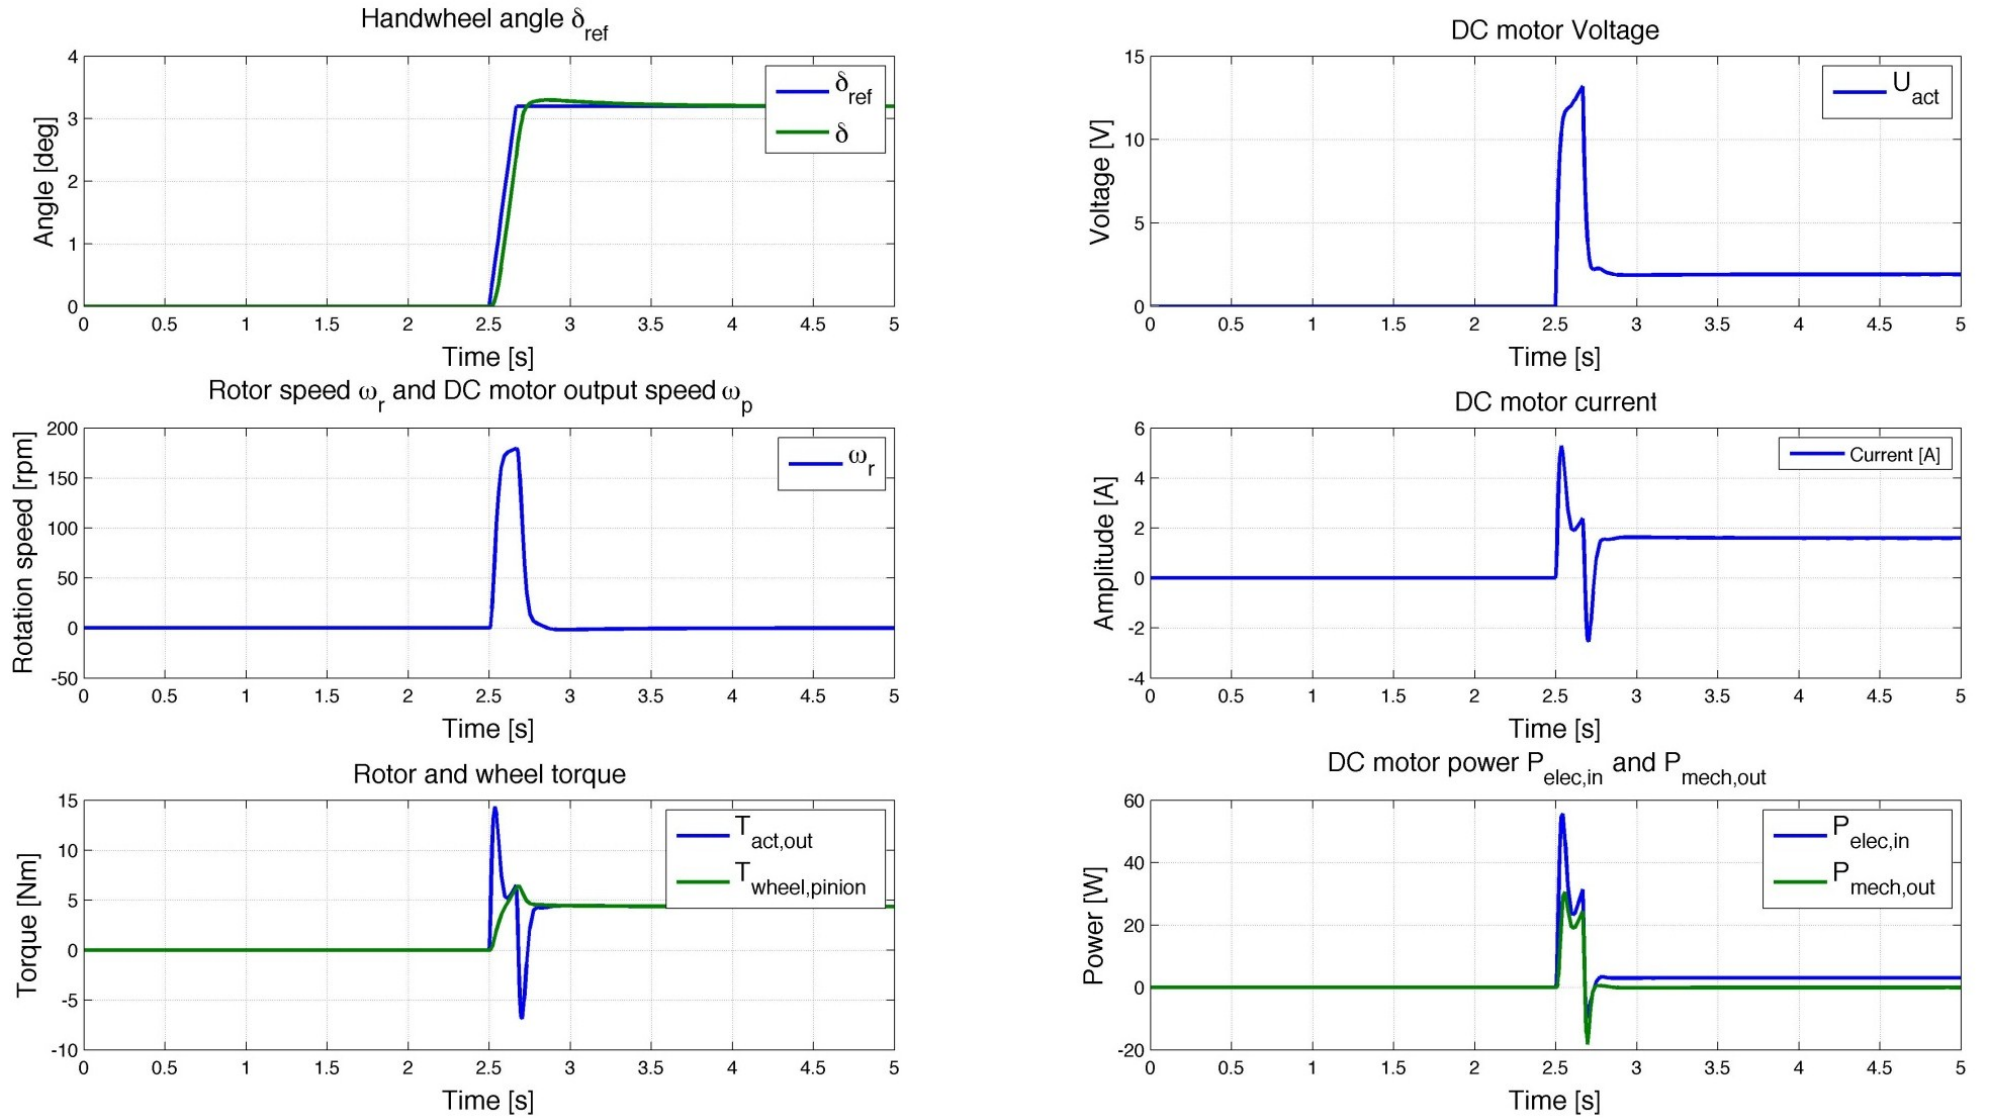 Handwheel angle δref
Angle [deg]
4
3
2
1
0
δref
δ
0 0.5 1 1.5 2 2.5 3 3.5 4 4.5 5
Time [s]
DC motor Voltage
Voltage [V]
15
10
5
0
Uact
0 0.5 1 1.5 2 2.5 3 3.5 4 4.5 5
Time [s]
Rotor speed ωr and DC motor output speed ωp
Rotation speed [rpm]
200
150
100
50
0
-50
ωr
0 0.5 1 1.5 2 2.5 3 3.5 4 4.5 5
Time [s]
DC motor current
Amplitude [A]
6
4
2
0
-2
-4
Current [A]
0 0.5 1 1.5 2 2.5 3 3.5 4 4.5 5
Time [s]
Rotor and wheel torque
Torque [Nm]
15
10
5
0
-5
-10
Tact,out
Twheel,pinion
0 0.5 1 1.5 2 2.5 3 3.5 4 4.5 5
Time [s]
DC motor power Pelec,in and Pmech,out
Power [W]
60
40
20
0
-20
Pelec,in
Pmech,out
0 0.5 1 1.5 2 2.5 3 3.5 4 4.5 5
Time [s]